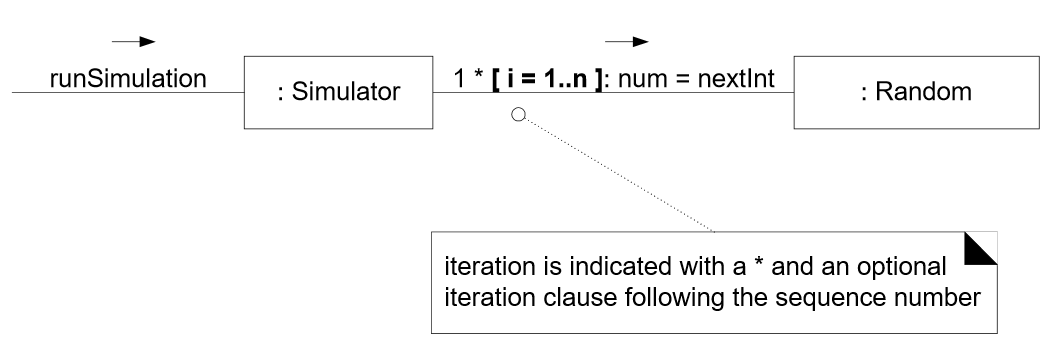 runSimulation
: Simulator
1 * [ i = 1..n ]: num = nextInt
: Random
iteration is indicated with a * and an optional
iteration clause following the sequence number